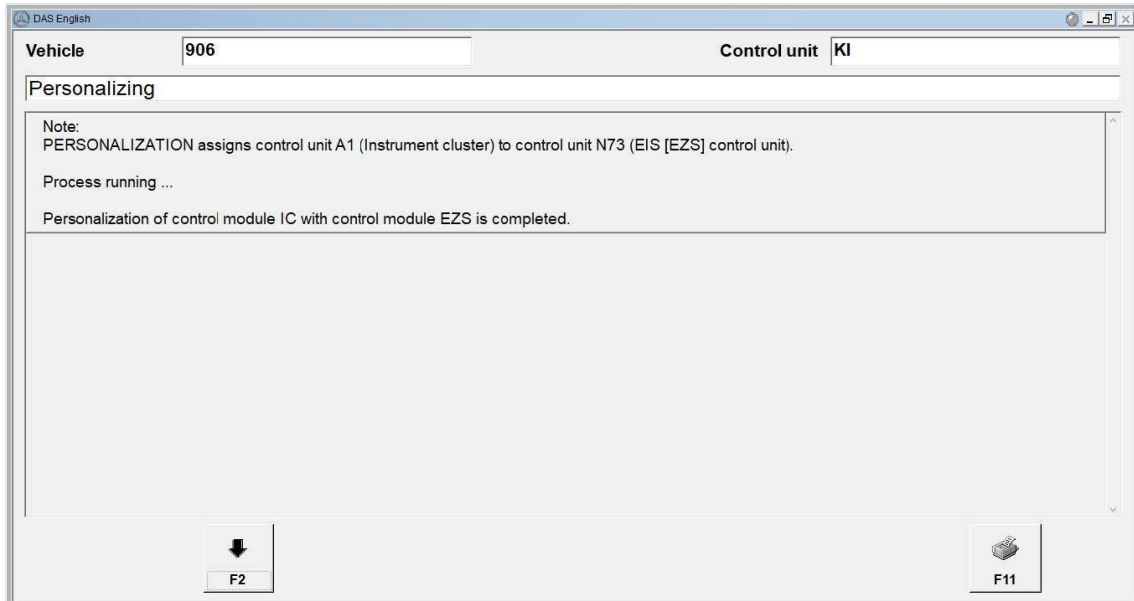 DAS English
Vehicle 906 Control unit KI
Personalizing
Note:
PERSONALIZATION assigns control unit A1 (Instrument cluster) to control unit N73 (EIS [EZS] control unit).
Process running ...
Personalization of control module IC with control module EZS is completed.
F2 F11